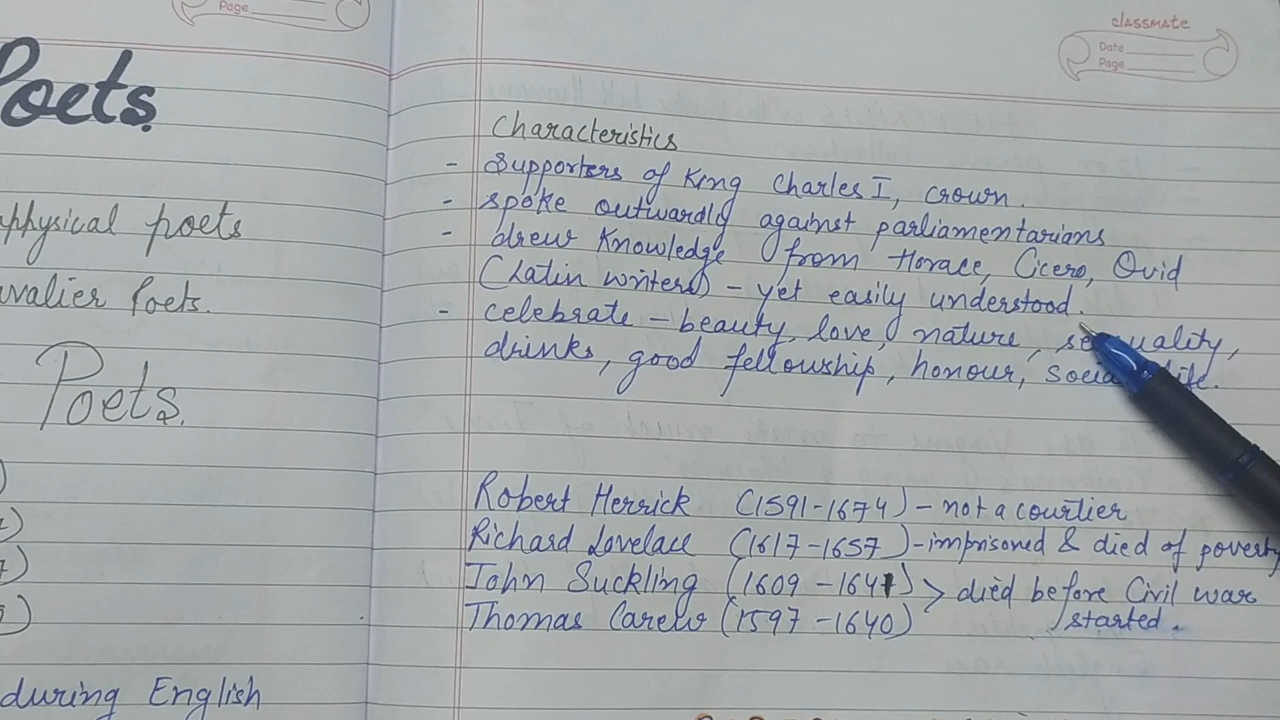 Page
Poets.
physical poets
valier Poets.
Poets.
)
)
)
)
during English
classmate
Date
Page
Characteristics
- Supporters of King Charles I, crown.
- spoke outwardly against parliamentarians
- drew knowledge from Horace, Cicero, Ovid
(Latin writers) - yet easily understood.
- celebrate - beauty, love, nature,
drinks, good fellowship, honour, social life.
Robert Herrick (1591-1674) - not a courtier
Richard Lovelace (1617-1657) - imprisoned & died of poverty
John Suckling (1609 - 1641) > died before Civil war
Thomas Carew (1597 - 1640) started.